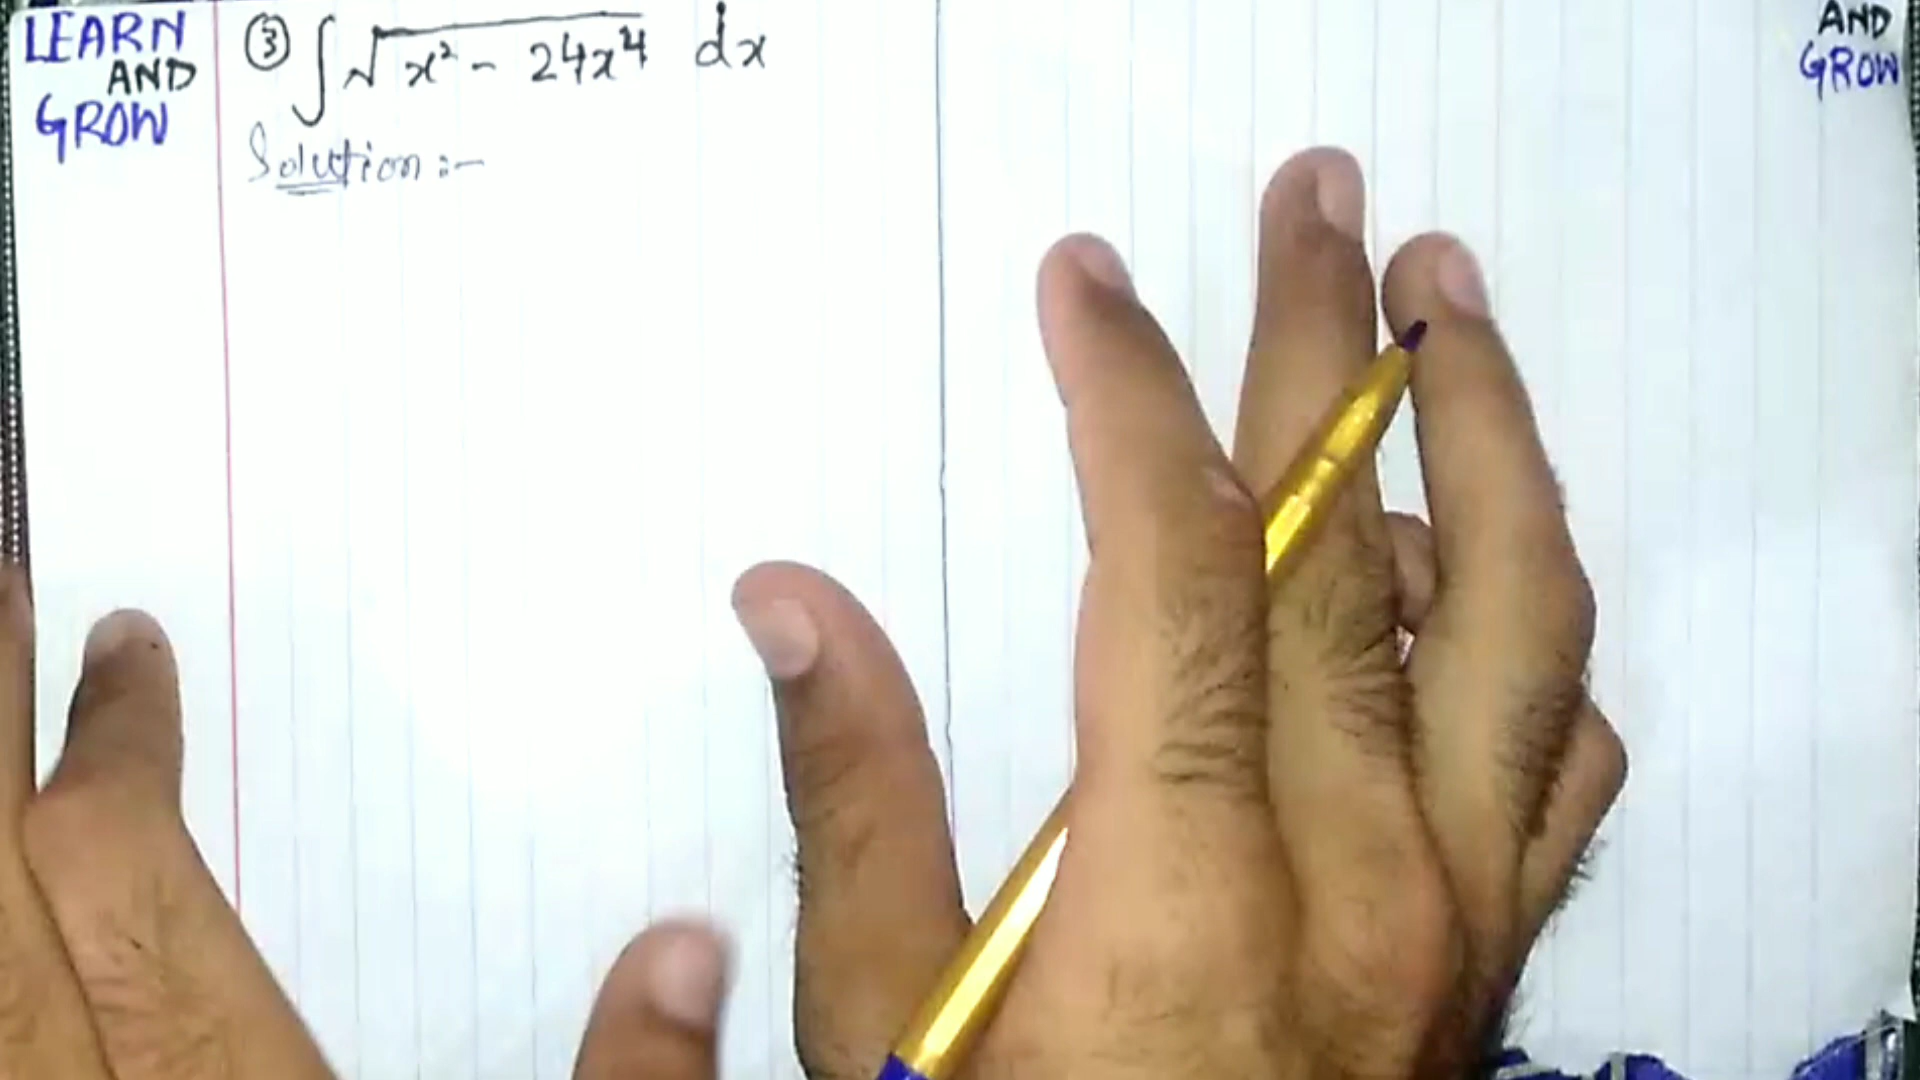 LEARN
AND
GROW
③ ∫ √(x² - 24x⁴) dx
Solution :-
AND
GROW